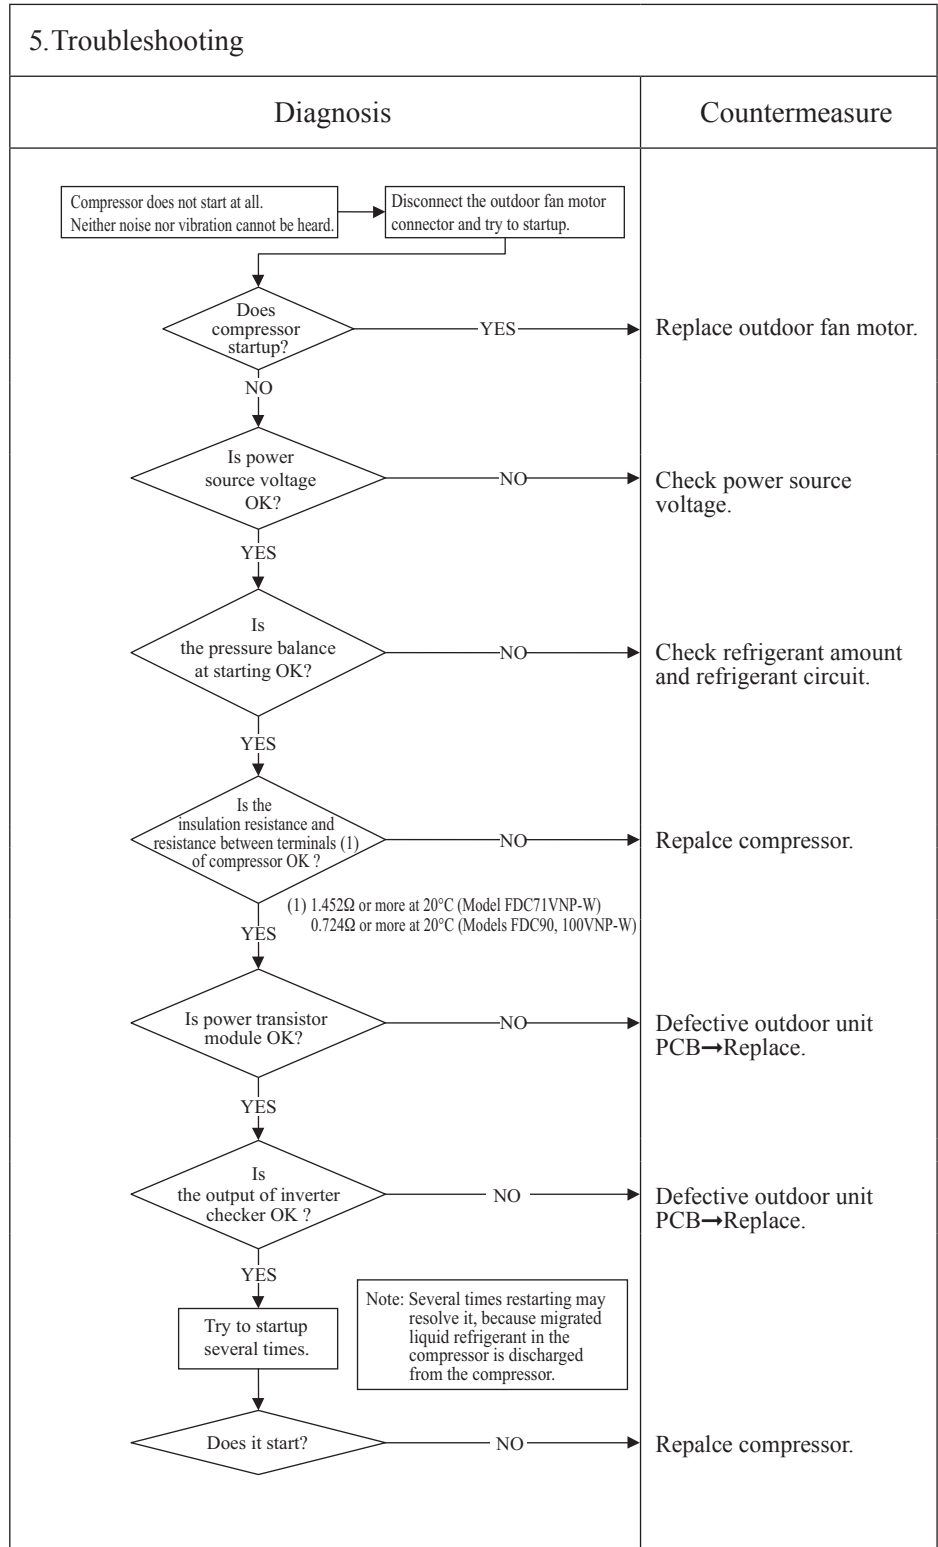 5.Troubleshooting
Diagnosis
Countermeasure
Compressor does not start at all.
Neither noise nor vibration cannot be heard.
Disconnect the outdoor fan motor
connector and try to startup.
Does
compressor
startup?
YES
Replace outdoor fan motor.
NO
Is power
source voltage
OK?
NO
Check power source
voltage.
YES
Is
the pressure balance
at starting OK?
NO
Check refrigerant amount
and refrigerant circuit.
YES
Is the
insulation resistance and
resistance between terminals (1)
of compressor OK ?
NO
Repalce compressor.
(1) 1.452Ω or more at 20°C (Model FDC71VNP-W)
0.724Ω or more at 20°C (Models FDC90, 100VNP-W)
YES
Is power transistor
module OK?
NO
Defective outdoor unit
PCB➞Replace.
YES
Is
the output of inverter
checker OK ?
NO
Defective outdoor unit
PCB➞Replace.
YES
Try to startup
several times.
Note: Several times restarting may
resolve it, because migrated
liquid refrigerant in the
compressor is discharged
from the compressor.
Does it start?
NO
Repalce compressor.